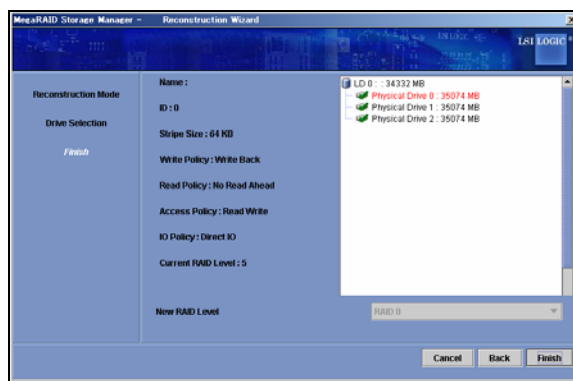 MegaRAID Storage Manager - Reconstruction Wizard
LSI LOGIC
Reconstruction Mode
Drive Selection
Finish
Name :
ID : 0
Stripe Size : 64 KB
Write Policy : Write Back
Read Policy : No Read Ahead
Access Policy : Read Write
IO Policy : Direct IO
Current RAID Level : 5
LD 0 : : 34332 MB
Physical Drive 0 : 35074 MB
Physical Drive 1 : 35074 MB
Physical Drive 2 : 35074 MB
New RAID Level
RAID 0
Cancel
Back
Finish